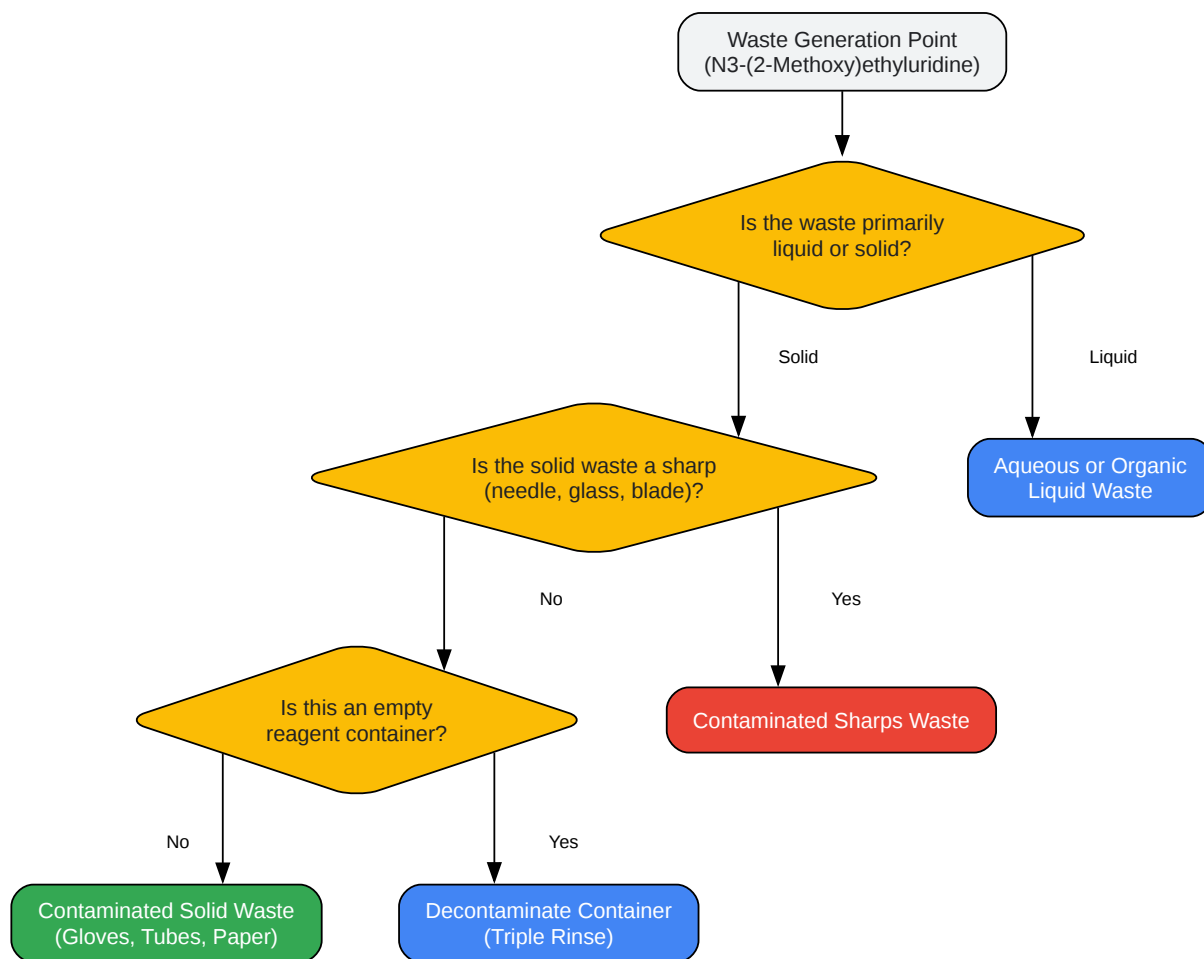 Waste Generation Point
(N3-(2-Methoxy)ethyluridine)
Is the waste primarily
liquid or solid?
Solid
Liquid
Is the solid waste a sharp
(needle, glass, blade)?
Aqueous or Organic
Liquid Waste
No
Yes
Is this an empty
reagent container?
Contaminated Sharps Waste
No
Yes
Contaminated Solid Waste
(Gloves, Tubes, Paper)
Decontaminate Container
(Triple Rinse)